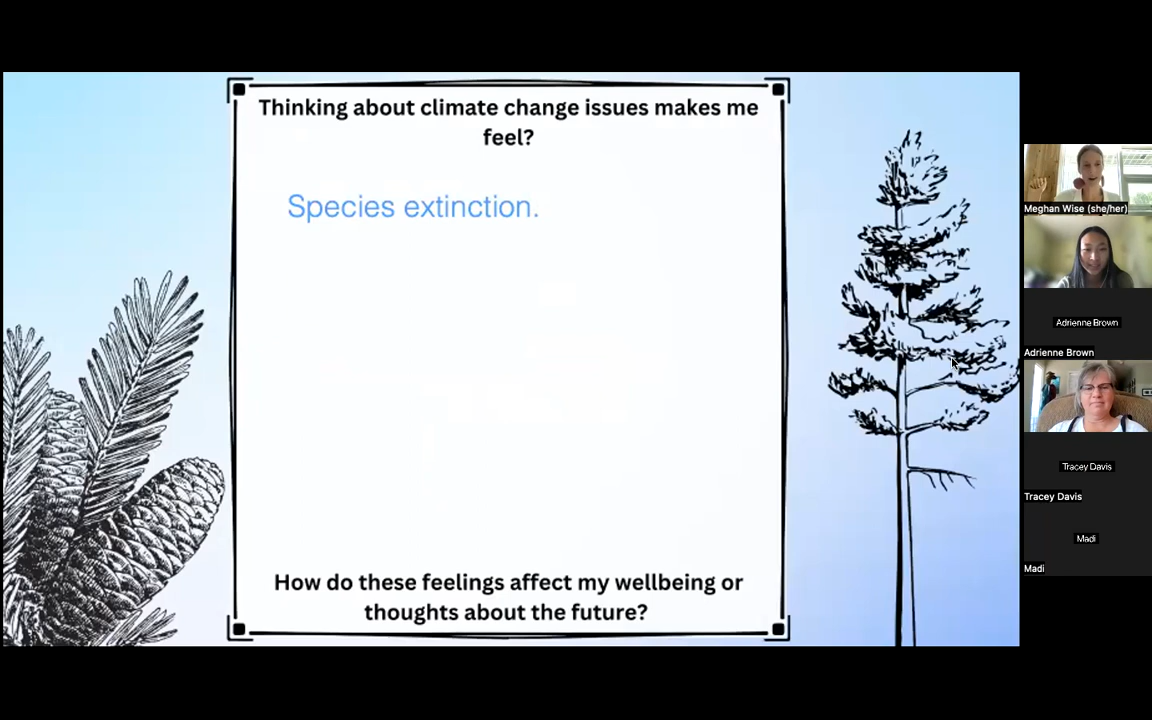 Thinking about climate change issues makes me
feel?
Species extinction.
How do these feelings affect my wellbeing or
thoughts about the future?
Meghan Wise (she/her)
Adrienne Brown
Adrienne Brown
Tracey Davis
Tracey Davis
Madi
Madi